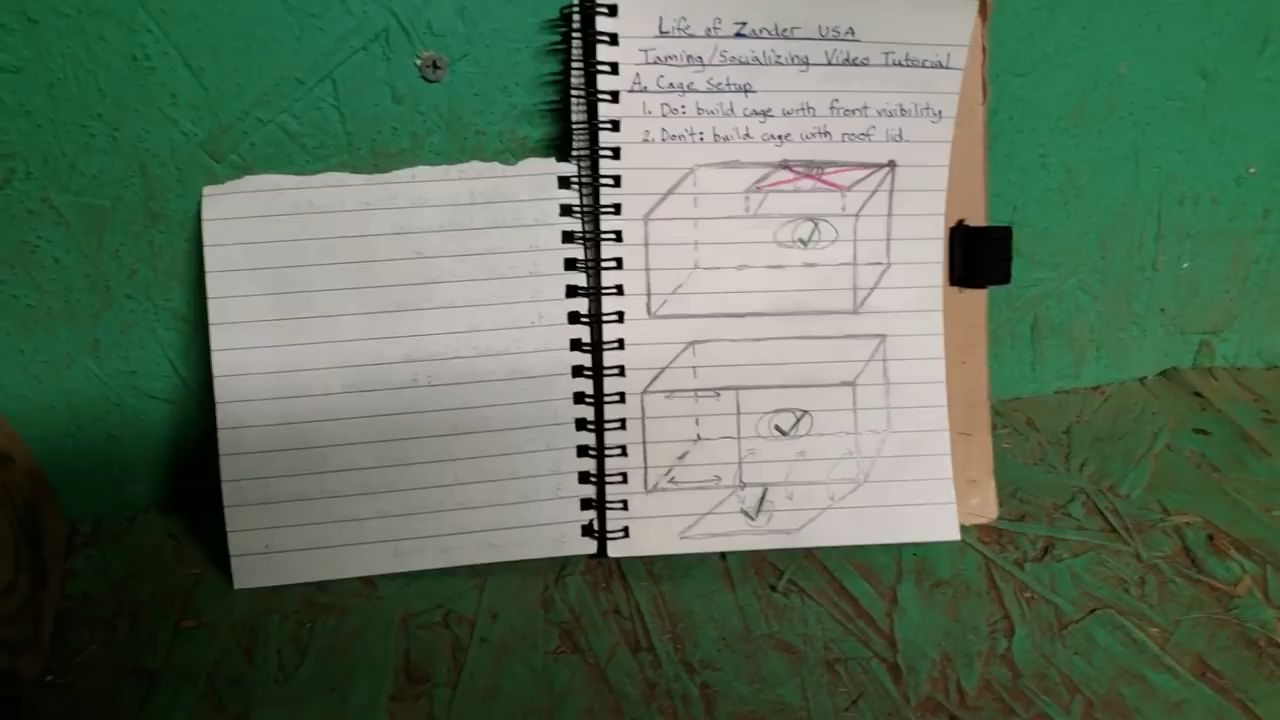 Life of Zander USA
Taming/Socializing Video Tutorial
A. Cage Setup
1. Do: build cage with front visibility
2. Don't: build cage with roof lid.